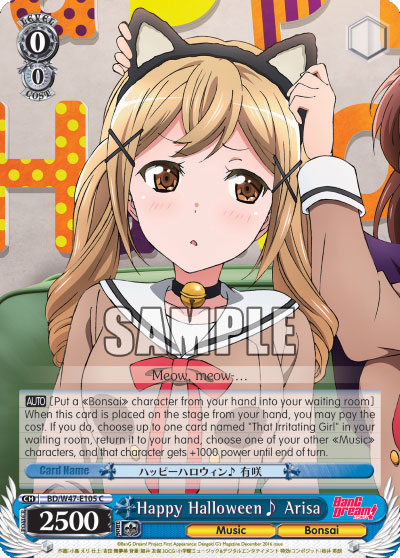 LEVEL
0
0
COST
SAMPLE
Meow, meow....
AUTO [Put a «Bonsai» character from your hand into your waiting room]
When this card is placed on the stage from your hand, you may pay the
cost. If you do, choose up to one card named "That Irritating Girl" in your
waiting room, return it to your hand, choose one of your other «Music»
characters, and that character gets +1000 power until end of turn.
Card Name
ハッピーハロウィン♪ 有咲
CH BD/W47-E105 C
POWER 2500
Happy Halloween♪ Arisa
BanG Dream!
Music
Bonsai